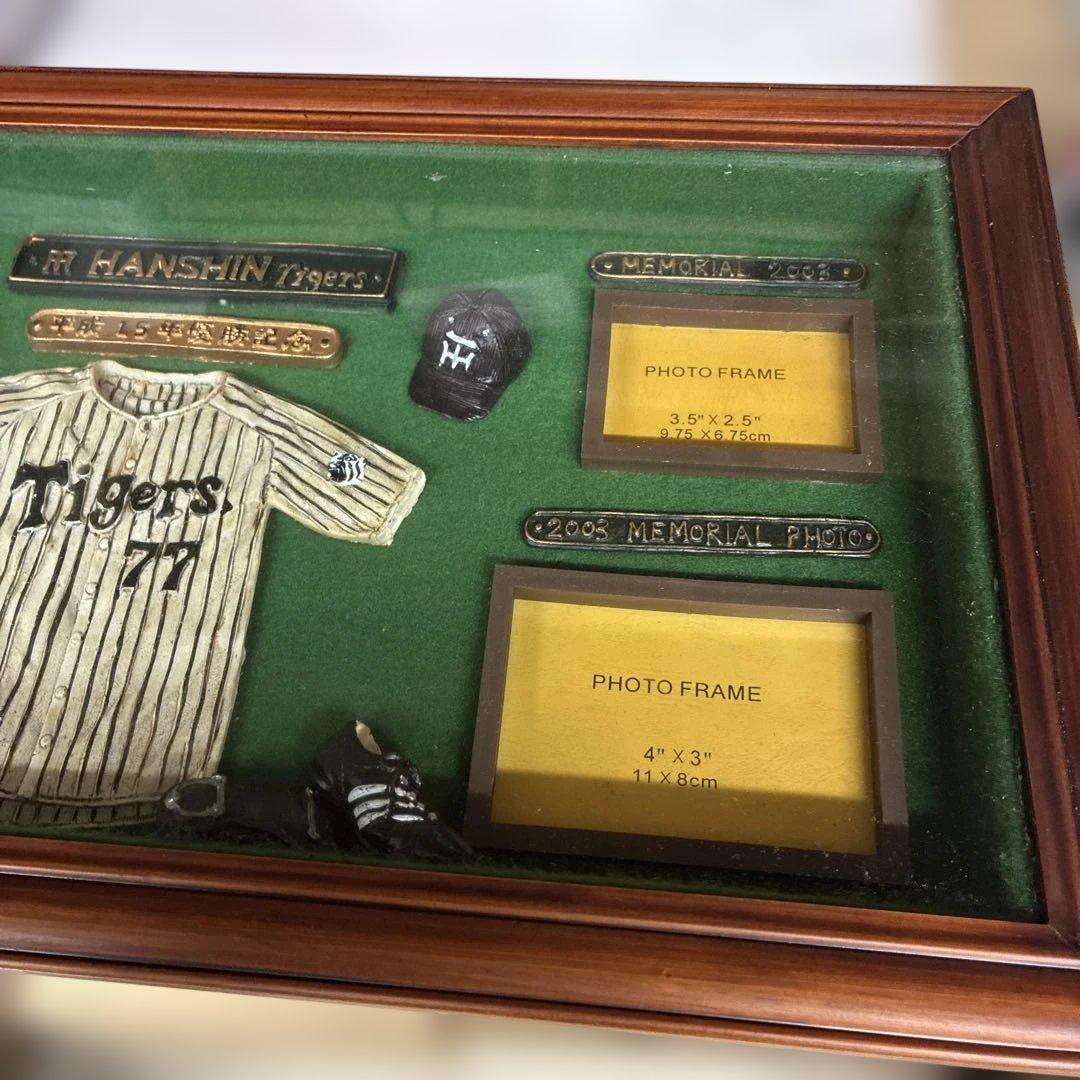 HANSHIN Tigers
平成15年優勝記念
Tigers
77
MEMORIAL 2003
PHOTO FRAME
3.5" X 2.5"
9.75 X 6.75cm
2003 MEMORIAL PHOTO
PHOTO FRAME
4" X 3"
11 X 8cm